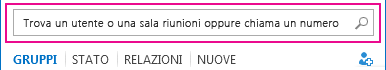 Trova un utente o una sala riunioni oppure chiama un numero
GRUPPI STATO RELAZIONI NUOVE